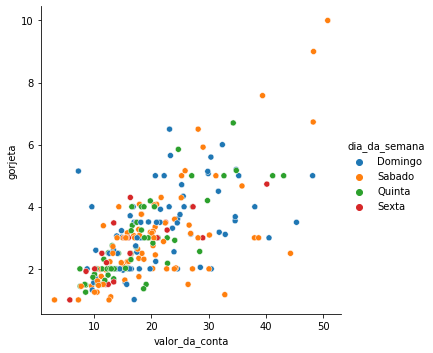 10
8
6
4
2
gorjeta
10
20
30
40
50
valor_da_conta
dia_da_semana
Domingo
Sabado
Quinta
Sexta